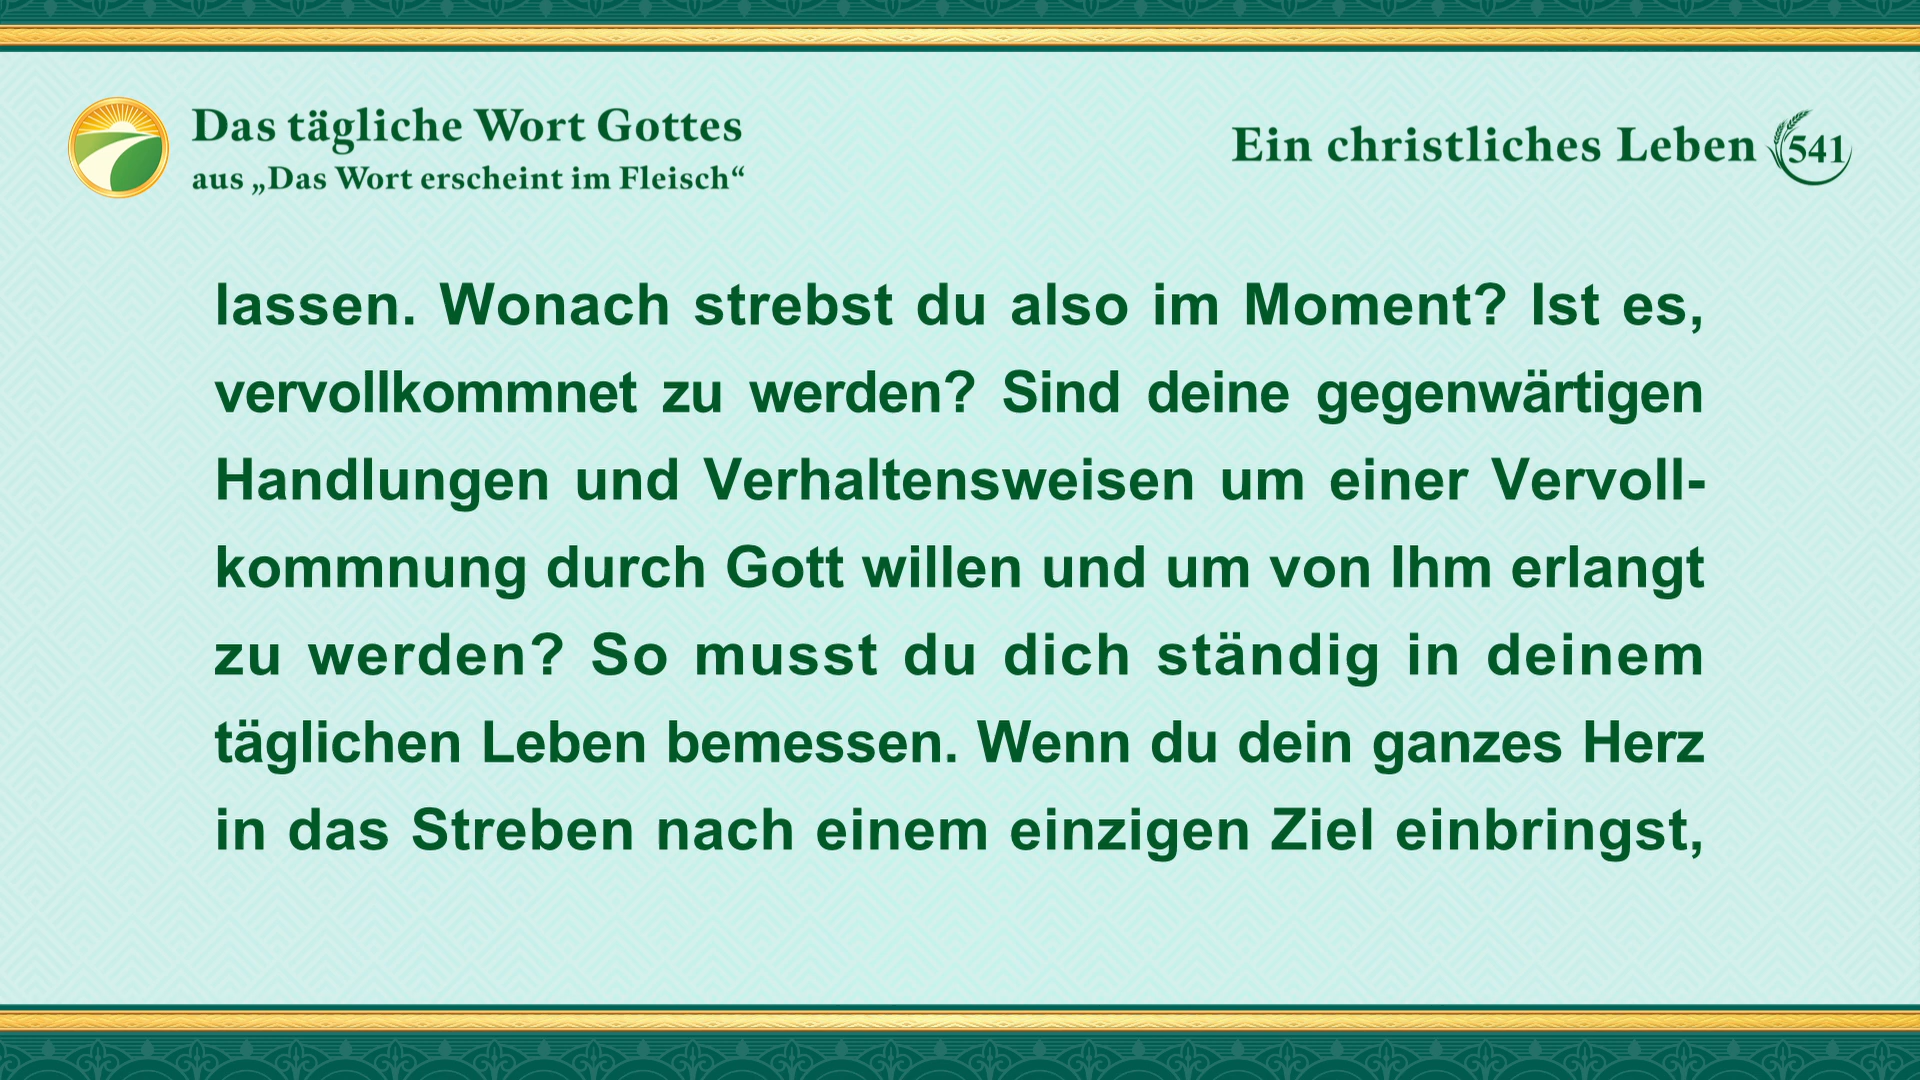 Das tägliche Wort Gottes
aus „Das Wort erscheint im Fleisch“
Ein christliches Leben 541
lassen. Wonach strebst du also im Moment? Ist es,
vervollkommnet zu werden? Sind deine gegenwärtigen
Handlungen und Verhaltensweisen um einer Vervoll-
kommnung durch Gott willen und um von Ihm erlangt
zu werden? So musst du dich ständig in deinem
täglichen Leben bemessen. Wenn du dein ganzes Herz
in das Streben nach einem einzigen Ziel einbringst,